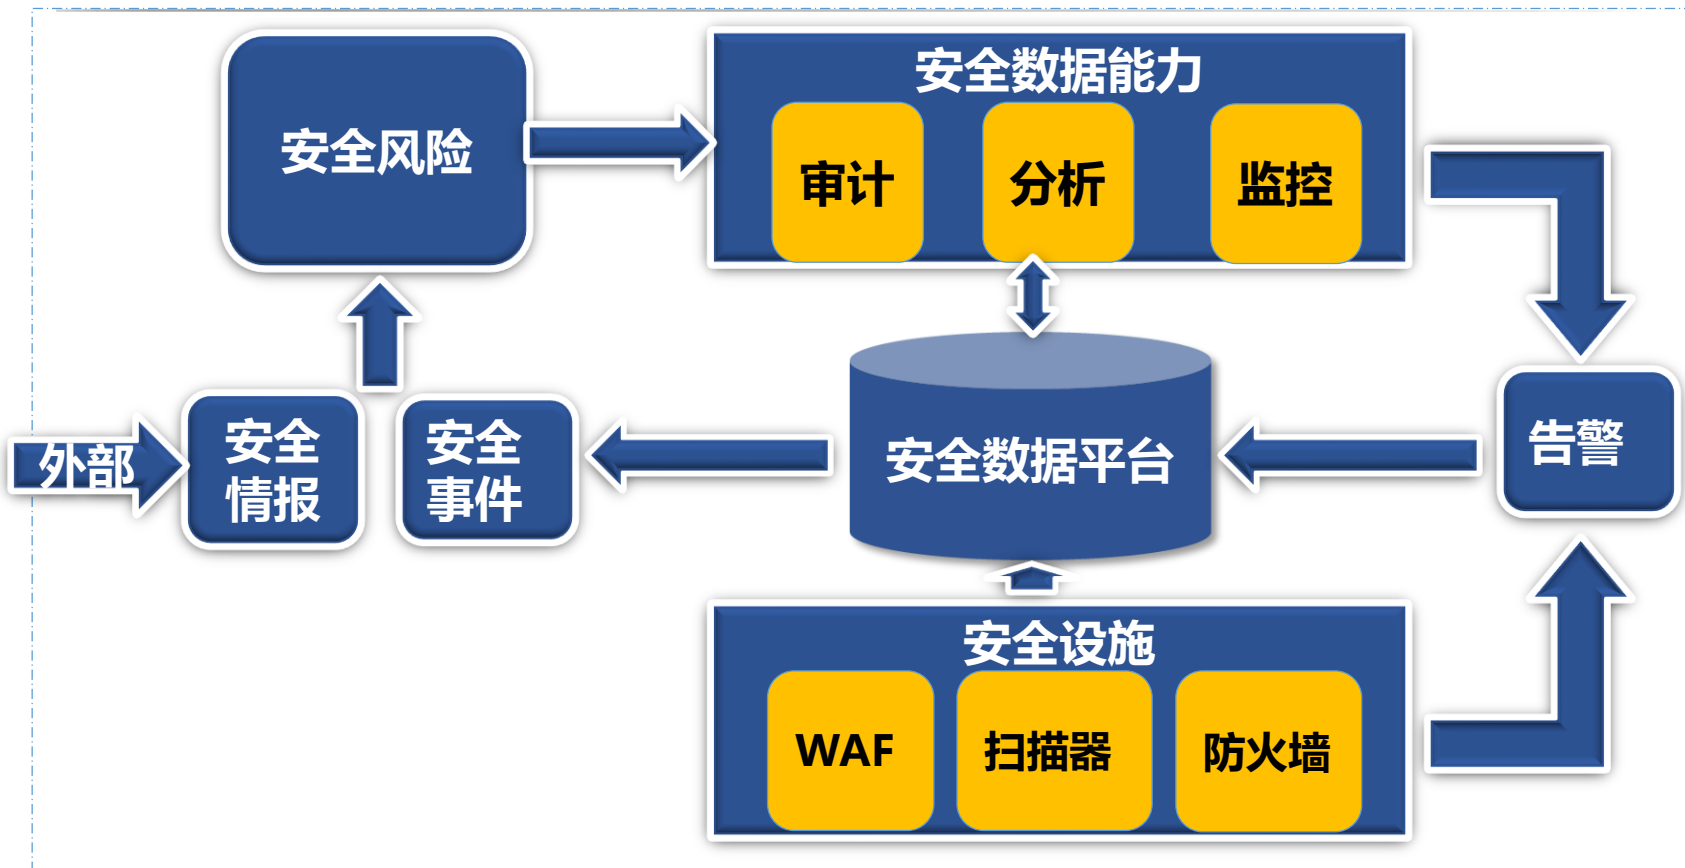 安全数据能力
安全风险
审计
分析
监控
外部
安全
情报
安全
事件
安全数据平台
告警
安全设施
WAF
扫描器
防火墙